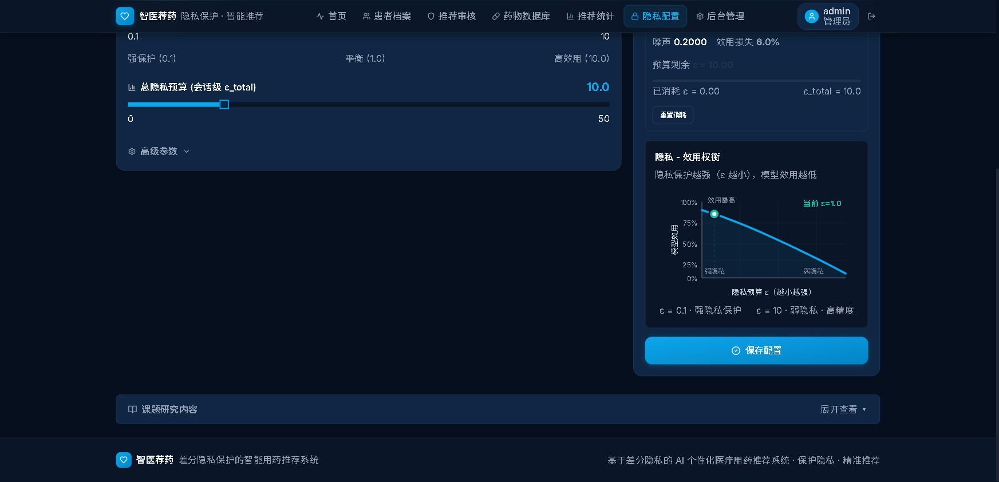 智医荐药 隐私保护 · 智能推荐
首页 患者档案 推荐审核 药物数据库 推荐统计 隐私配置 后台管理
admin
管理员
0.1 10
强保护 (0.1) 平衡 (1.0) 高效用 (10.0)
总隐私预算 (会话级 ε_total) 10.0
0 50
高级参数
噪声 0.2000 效用损失 6.0%
预算剩余 ε = 10.00
已消耗 ε = 0.00 ε_total = 10.0
重置消耗
隐私 - 效用权衡
隐私保护越强（ε 越小），模型效用越低
效用最高
当前 ε=1.0
100%
75%
50%
25%
0%
模型效用
强隐私 弱隐私
隐私预算 ε（越小越强）
ε = 0.1 · 强隐私保护 ε = 10 · 弱隐私 · 高精度
保存配置
课题研究内容 展开查看 ▾
智医荐药 差分隐私保护的智能用药推荐系统
基于差分隐私的 AI 个性化医疗用药推荐系统 · 保护隐私 · 精准推荐